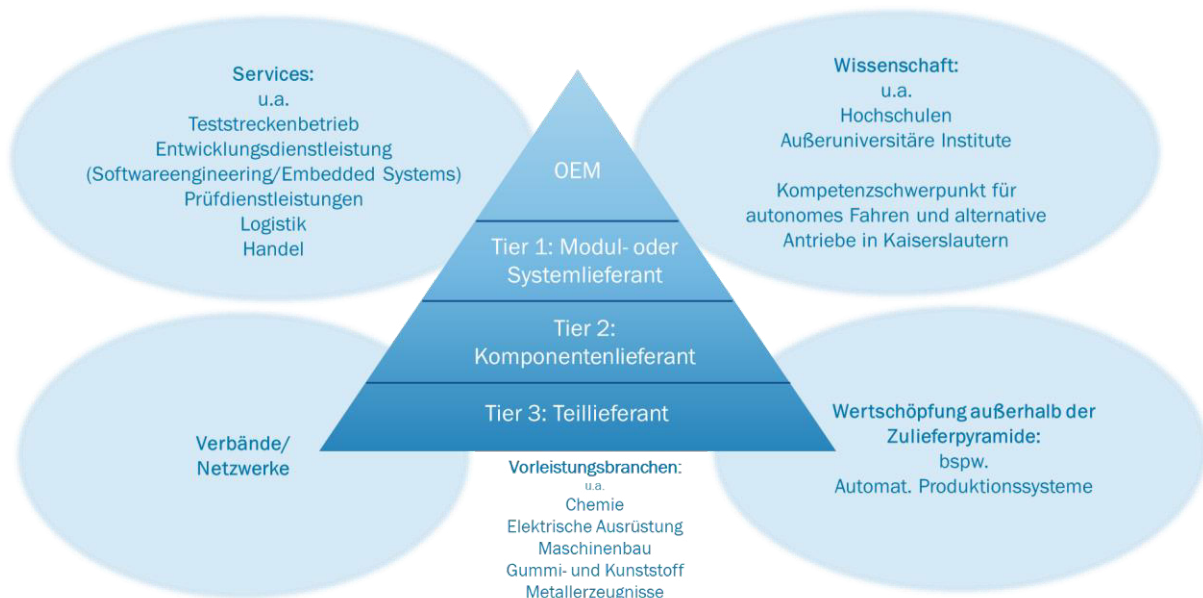 Services:
u.a.
Teststreckenbetrieb
Entwicklungsdienstleistung
(Softwareengineering/Embedded Systems)
Prüfdienstleistungen
Logistik
Handel
Wissenschaft:
u.a.
Hochschulen
Außeruniversitäre Institute
Kompetenzschwerpunkt für
autonomes Fahren und alternative
Antriebe in Kaiserslautern
OEM
Tier 1: Modul- oder
Systemlieferant
Tier 2:
Komponentenlieferant
Tier 3: Teillieferant
Verbände/
Netzwerke
Wertschöpfung außerhalb der
Zulieferpyramide:
bspw.
Automat. Produktionssysteme
Vorleistungsbranchen:
u.a.
Chemie
Elektrische Ausrüstung
Maschinenbau
Gummi- und Kunststoff
Metallerzeugnisse